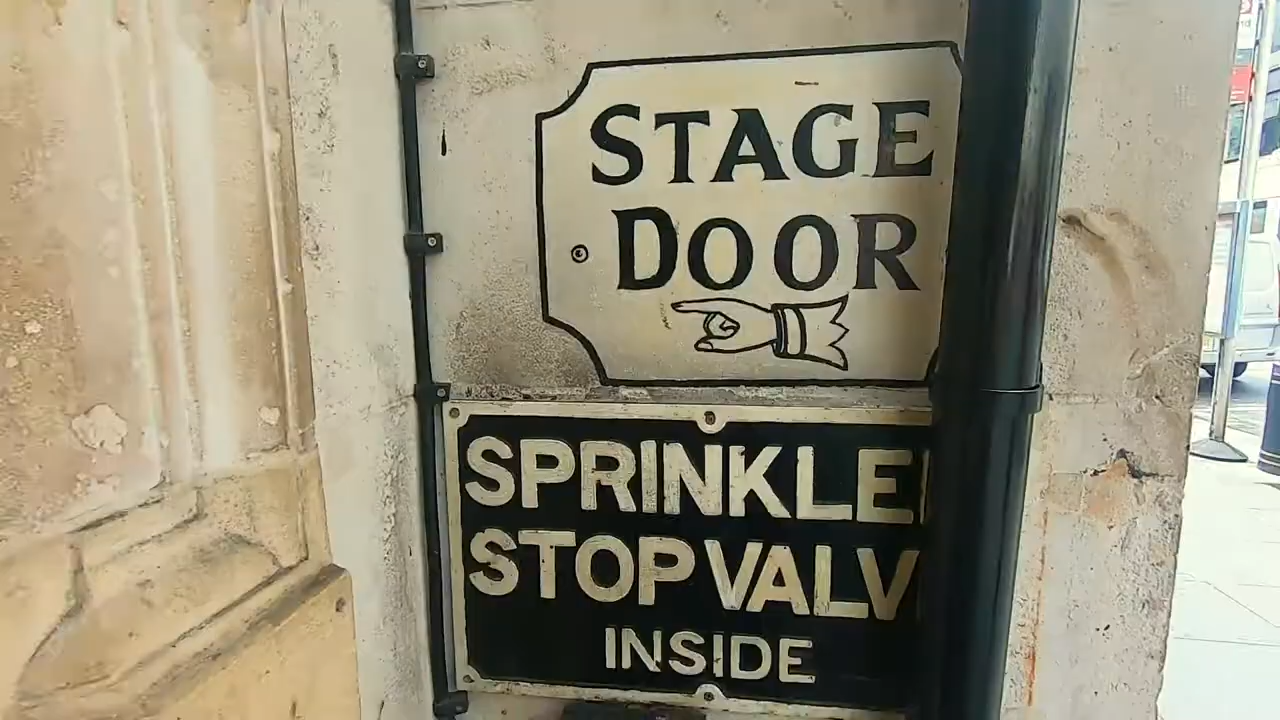 STAGE
DOOR
SPRINKLE
STOP VALV
INSIDE